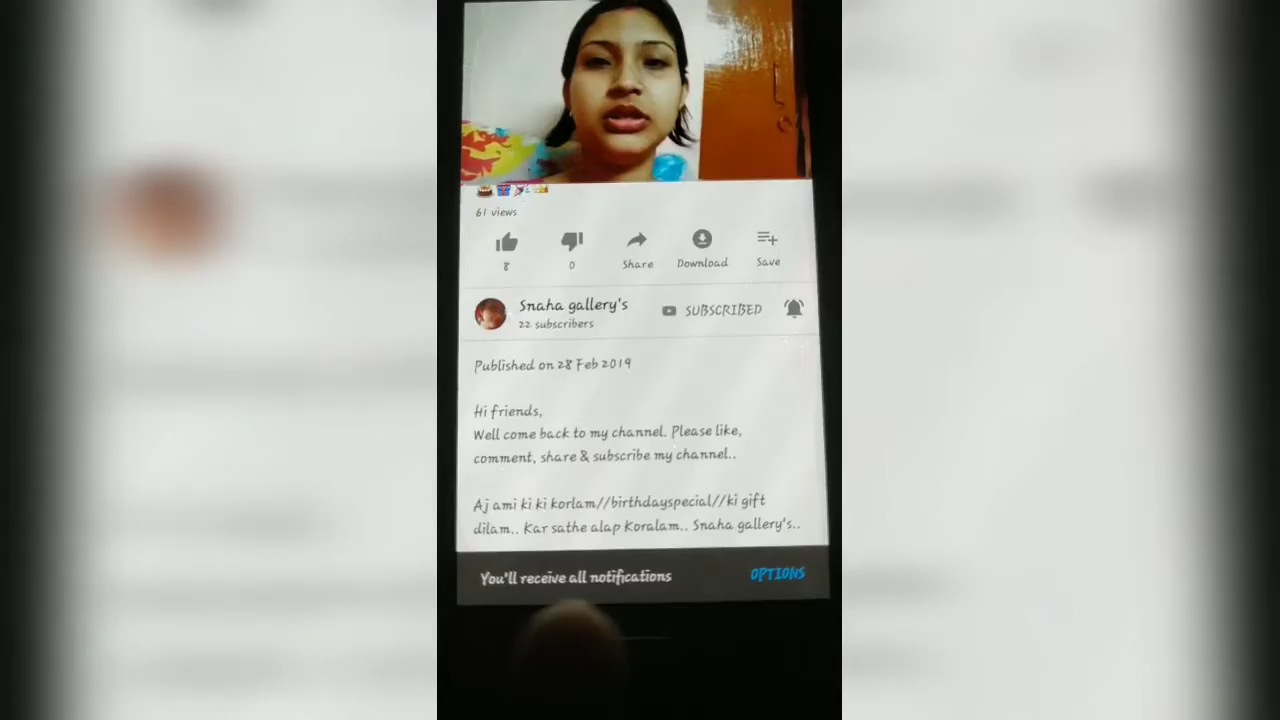 61 views
8
0
Share
Download
Save
Snaha gallery's
SUBSCRIBED
22 subscribers
Published on 28 Feb 2019
Hi friends,
Well come back to my channel. Please like,
comment, share & subscribe my channel..
Aj ami ki ki korlam//birthdayspecial//ki gift
dilam.. Kar sathe alap Koralam.. Snaha gallery's..
You'll receive all notifications
OPTIONS